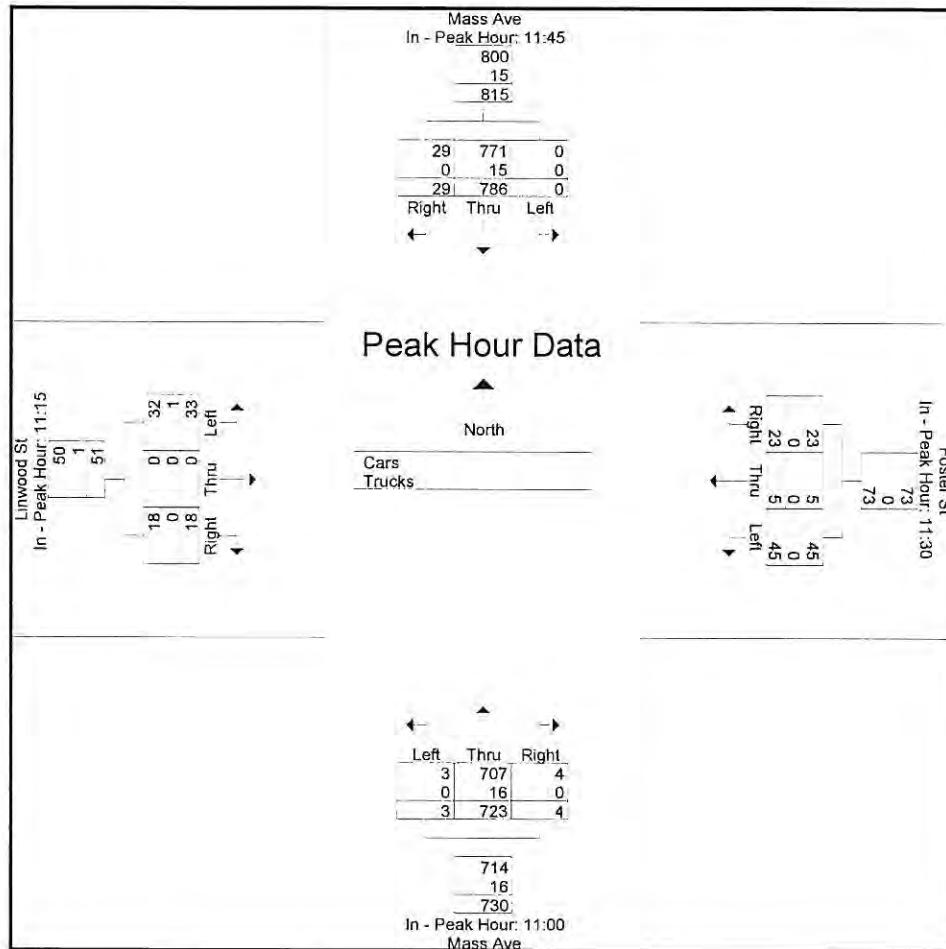 Mass Ave
In - Peak Hour: 11:45
800
15
815
29 771 0
0 15 0
29 786 0
Right Thru Left
Peak Hour Data
North
Cars
Trucks
Linwood St
In - Peak Hour: 11:15
50
1
51
32 1 33
Left
0 0 0
Thru
18 0 18
Right
Foster St
In - Peak Hour: 11:30
73
0
73
Right
23 0 23
Thru
5 0 5
Left
45 0 45
Left Thru Right
3 707 4
0 16 0
3 723 4
714
16
730
In - Peak Hour: 11:00
Mass Ave